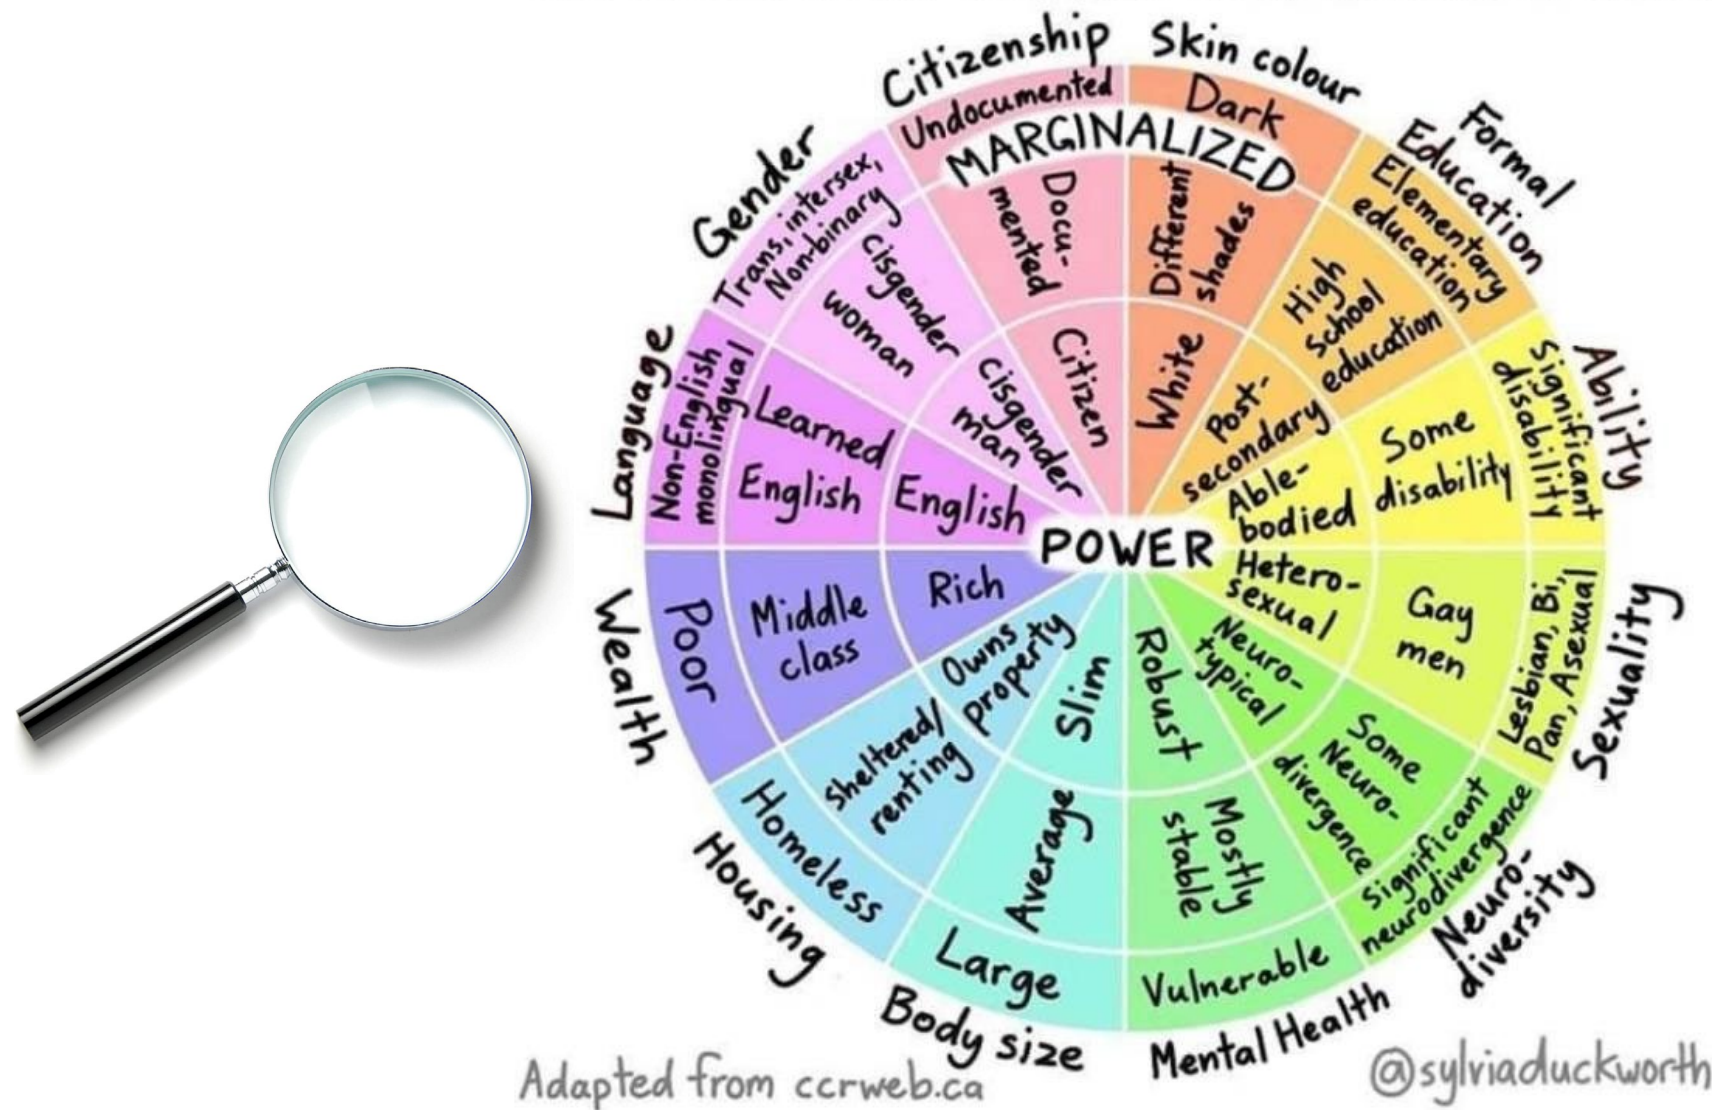 Citizenship
Undocumented
Docu-
mented
Citizen
Skin colour
Dark
Different
shades
White
Formal
Education
Elementary
education
High
school
education
Post-
secondary
Ability
Significant
disability
Some
disability
Able-
bodied
Sexuality
Lesbian, Bi,
Pan, Asexual
Gay
men
Hetero-
sexual
Neuro-
diversity
Significant
neurodivergence
Some
Neuro-
divergence
Neuro-
typical
Mental Health
Vulnerable
Mostly
stable
Robust
Body size
Large
Average
Slim
Housing
Homeless
Sheltered/
renting
Owns
property
Wealth
Poor
Middle
class
Rich
Language
Non-English
monolingual
Learned
English
English
Gender
Trans, intersex,
Non-binary
cisgender
woman
cisgender
man
MARGINALIZED
POWER
Adapted from ccrweb.ca
@sylviaduckworth